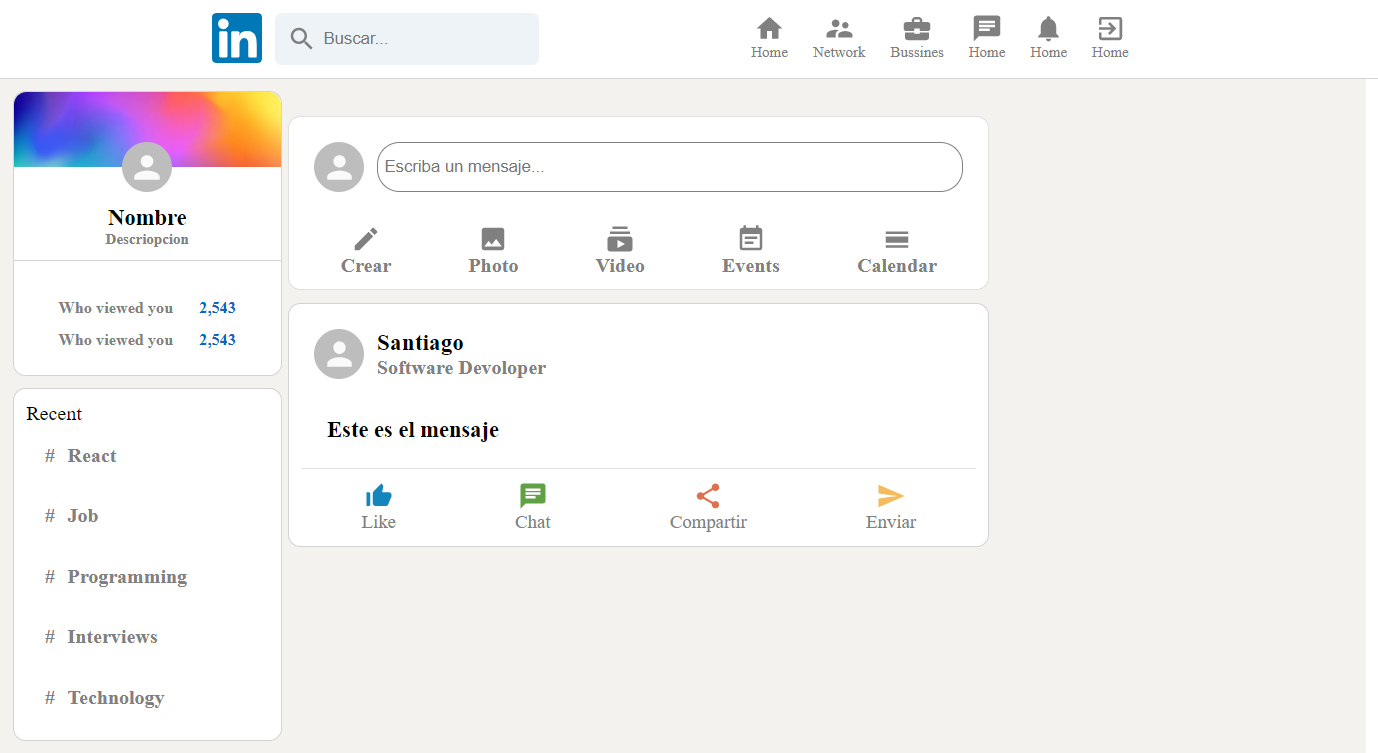 in
Buscar...
Home
Network
Bussines
Home
Home
Home
Nombre
Descriopcion
Who viewed you 2,543
Who viewed you 2,543
Recent
# React
# Job
# Programming
# Interviews
# Technology
Escriba un mensaje...
Crear
Photo
Video
Events
Calendar
Santiago
Software Devoloper
Este es el mensaje
Like
Chat
Compartir
Enviar